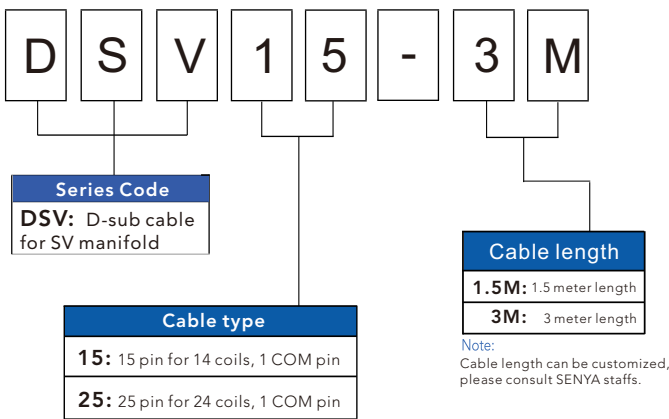 D S V 1 5 - 3 M
Series Code
DSV: D-sub cable
for SV manifold
Cable length
1.5M: 1.5 meter length
3M: 3 meter length
Note:
Cable length can be customized,
please consult SENYA staffs.
Cable type
15: 15 pin for 14 coils, 1 COM pin
25: 25 pin for 24 coils, 1 COM pin